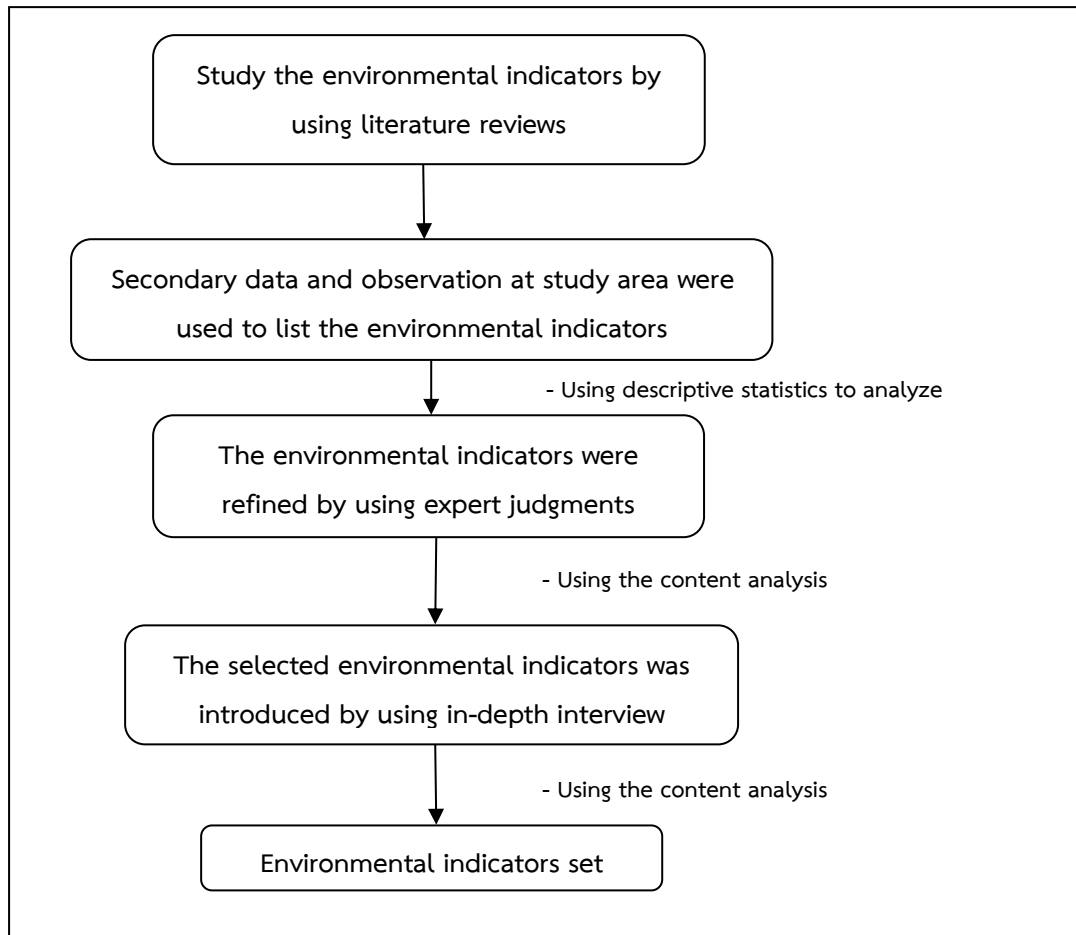 Study the environmental indicators by
using literature reviews
Secondary data and observation at study area were
used to list the environmental indicators
- Using descriptive statistics to analyze
The environmental indicators were
refined by using expert judgments
- Using the content analysis
The selected environmental indicators was
introduced by using in-depth interview
- Using the content analysis
Environmental indicators set